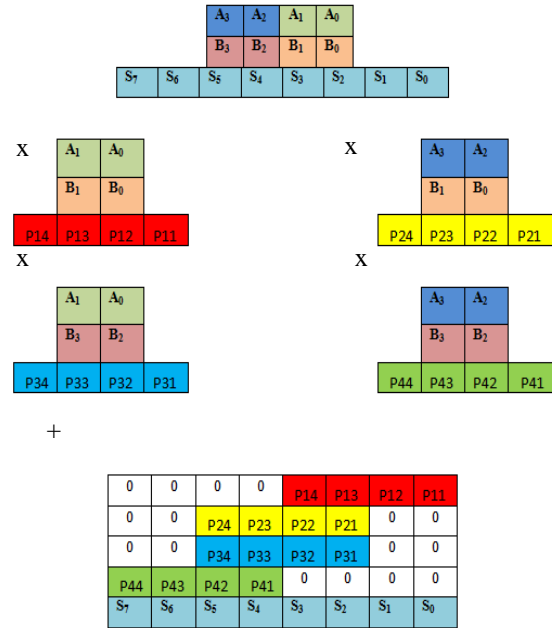 A₃ A₂ A₁ A₀
B₃ B₂ B₁ B₀
S₇ S₆ S₅ S₄ S₃ S₂ S₁ S₀
X A₁ A₀
B₁ B₀
P14 P13 P12 P11
X A₃ A₂
B₁ B₀
P24 P23 P22 P21
X
A₁ A₀
B₃ B₂
P34 P33 P32 P31
X
A₃ A₂
B₃ B₂
P44 P43 P42 P41
+
0 0 0 0 P14 P13 P12 P11
0 0 P24 P23 P22 P21 0 0
0 0 P34 P33 P32 P31 0 0
P44 P43 P42 P41 0 0 0 0
S₇ S₆ S₅ S₄ S₃ S₂ S₁ S₀